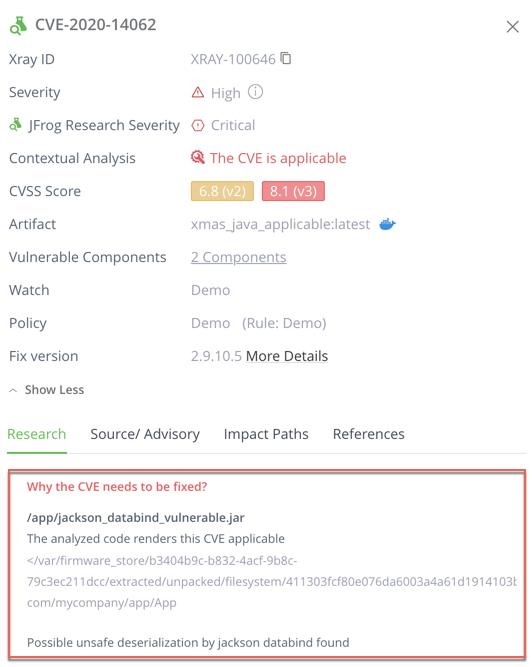 CVE-2020-14062
Xray ID XRAY-100646
Severity High
JFrog Research Severity Critical
Contextual Analysis The CVE is applicable
CVSS Score 6.8 (v2) 8.1 (v3)
Artifact xmas_java_applicable:latest
Vulnerable Components 2 Components
Watch Demo
Policy Demo (Rule: Demo)
Fix version 2.9.10.5 More Details
Show Less
Research Source/ Advisory Impact Paths References
Why the CVE needs to be fixed?
/app/jackson_databind_vulnerable.jar
The analyzed code renders this CVE applicable
</var/firmware_store/b3404b9c-b832-4acf-9b8c-
79c3ec211dcc/extracted/unpacked/filesystem/411303fcf80e076da6003a4a61d1914103b
com/mycompany/app/App
Possible unsafe deserialization by jackson databind found